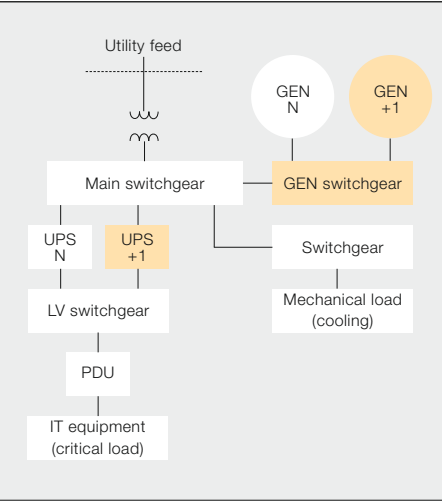 Utility feed
GEN
N
GEN
+1
Main switchgear
GEN switchgear
UPS
N
UPS
+1
Switchgear
LV switchgear
Mechanical load
(cooling)
PDU
IT equipment
(critical load)